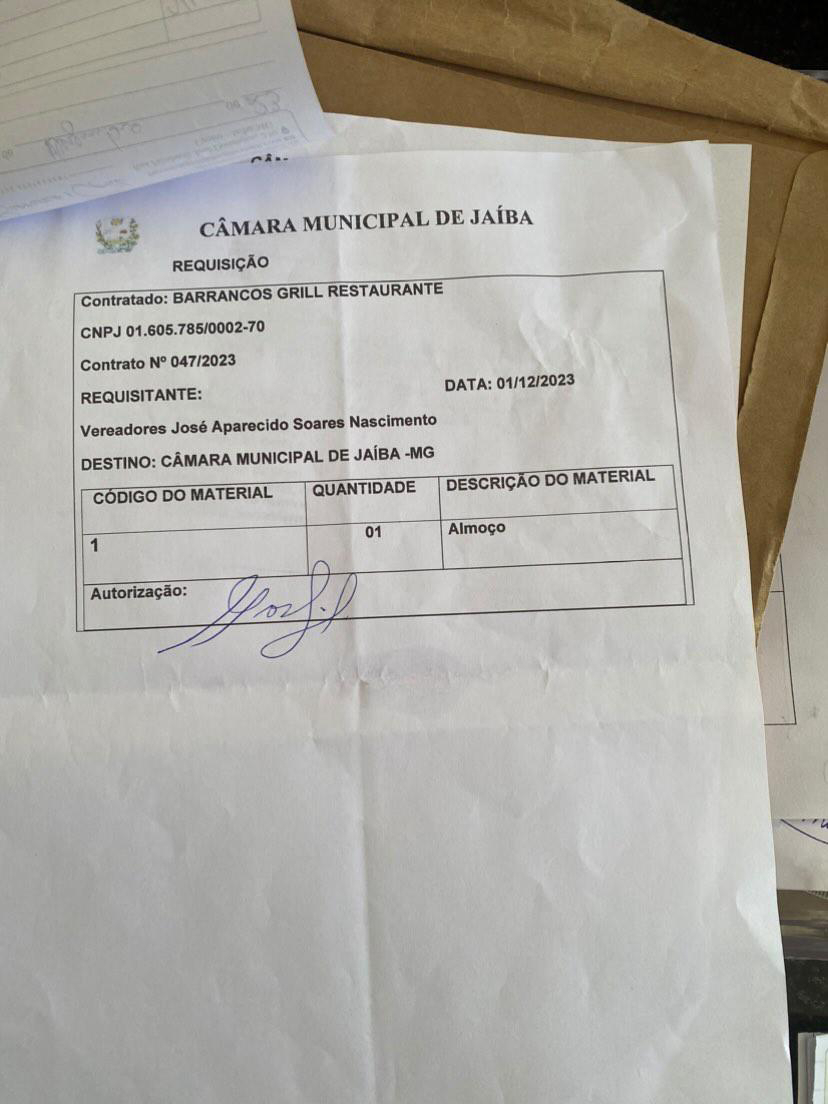 CÂMARA MUNICIPAL DE JAÍBA
REQUISIÇÃO
Contratado: BARRANCOS GRILL RESTAURANTE
CNPJ 01.605.785/0002-70
Contrato Nº 047/2023
REQUISITANTE: DATA: 01/12/2023
Vereadores José Aparecido Soares Nascimento
DESTINO: CÂMARA MUNICIPAL DE JAÍBA -MG
CÓDIGO DO MATERIAL QUANTIDADE DESCRIÇÃO DO MATERIAL
1 01 Almoço
Autorização: